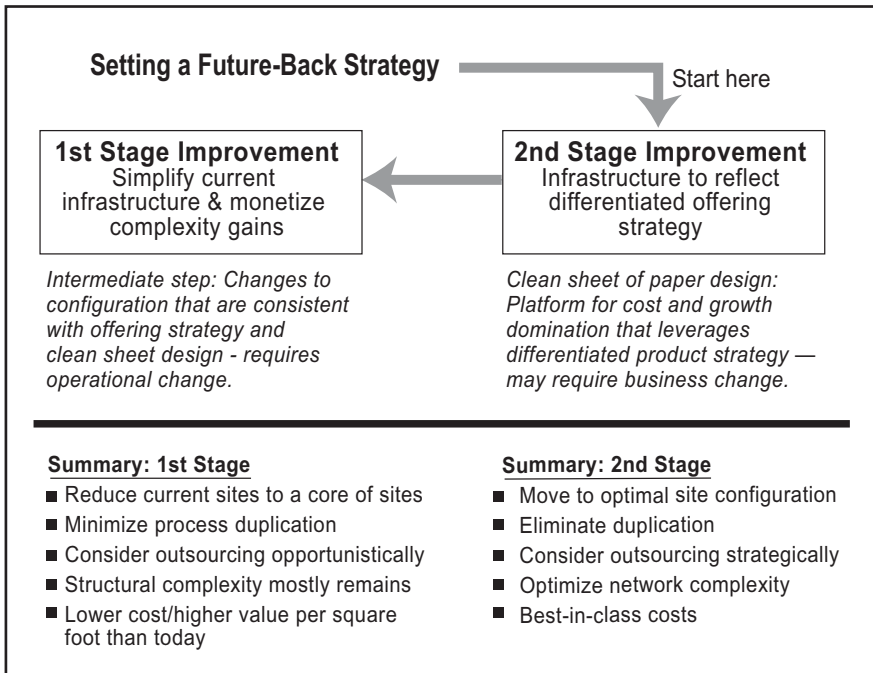 Setting a Future-Back Strategy
Start here
1st Stage Improvement
Simplify current
infrastructure & monetize
complexity gains
2nd Stage Improvement
Infrastructure to reflect
differentiated offering
strategy
Intermediate step: Changes to
configuration that are consistent
with offering strategy and
clean sheet design - requires
operational change.
Clean sheet of paper design:
Platform for cost and growth
domination that leverages
differentiated product strategy —
may require business change.
Summary: 1st Stage
■ Reduce current sites to a core of sites
■ Minimize process duplication
■ Consider outsourcing opportunistically
■ Structural complexity mostly remains
■ Lower cost/higher value per square
foot than today
Summary: 2nd Stage
■ Move to optimal site configuration
■ Eliminate duplication
■ Consider outsourcing strategically
■ Optimize network complexity
■ Best-in-class costs